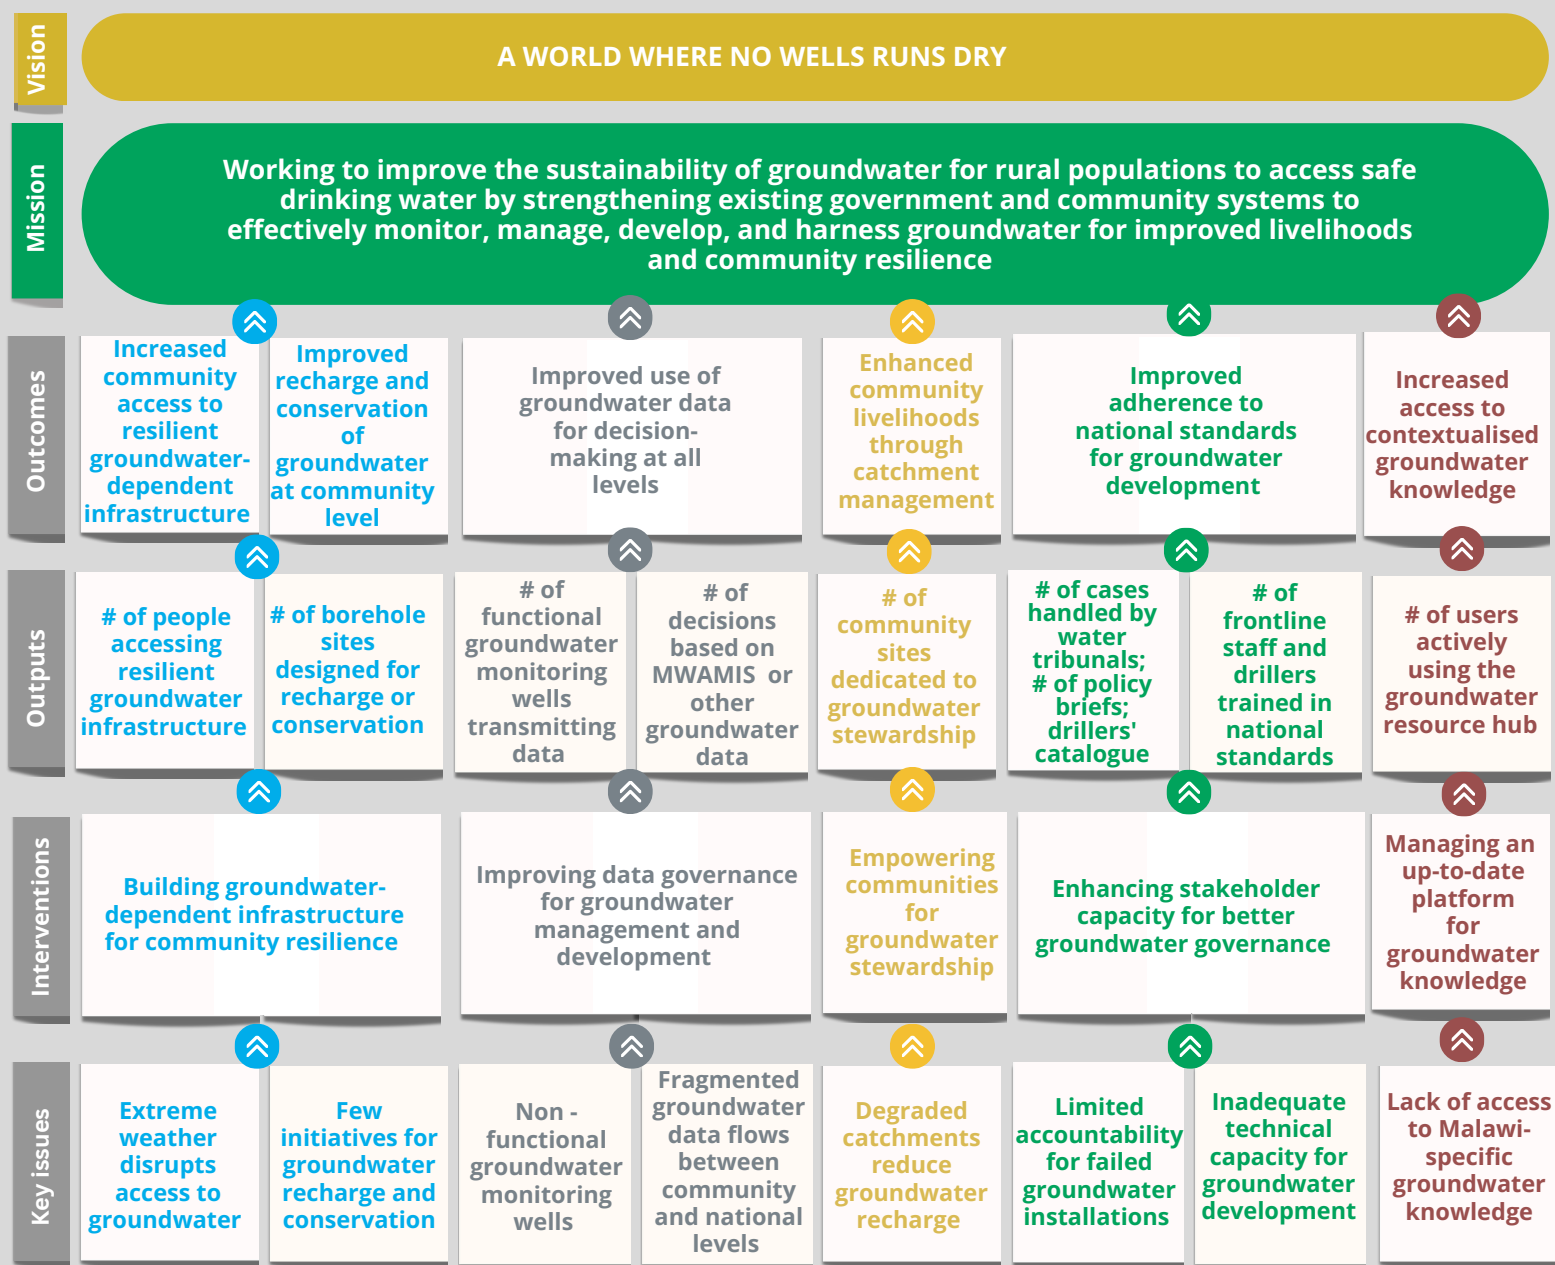 Vision
A WORLD WHERE NO WELLS RUNS DRY
Mission
Working to improve the sustainability of groundwater for rural populations to access safe
drinking water by strengthening existing government and community systems to
effectively monitor, manage, develop, and harness groundwater for improved livelihoods
and community resilience
Outcomes
Increased
community
access to
resilient
groundwater-
dependent
infrastructure
Improved
recharge and
conservation
of
groundwater
at community
level
Improved use of
groundwater data
for decision-
making at all
levels
Enhanced
community
livelihoods
through
catchment
management
Improved
adherence to
national standards
for groundwater
development
Increased
access to
contextualised
groundwater
knowledge
Outputs
# of people
accessing
resilient
groundwater
infrastructure
# of borehole
sites
designed for
recharge or
conservation
# of
functional
groundwater
monitoring
wells
transmitting
data
# of
decisions
based on
MWAMIS or
other
groundwater
data
# of
community
sites
dedicated to
groundwater
stewardship
# of cases
handled by
water
tribunals;
# of policy
briefs;
drillers'
catalogue
# of
frontline
staff and
drillers
trained in
national
standards
# of users
actively
using the
groundwater
resource hub
Interventions
Building groundwater-
dependent infrastructure
for community resilience
Improving data governance
for groundwater
management and
development
Empowering
communities
for
groundwater
stewardship
Enhancing stakeholder
capacity for better
groundwater governance
Managing an
up-to-date
platform
for
groundwater
knowledge
Key issues
Extreme
weather
disrupts
access to
groundwater
Few
initiatives for
groundwater
recharge and
conservation
Non -
functional
groundwater
monitoring
wells
Fragmented
groundwater
data flows
between
community
and national
levels
Degraded
catchments
reduce
groundwater
recharge
Limited
accountability
for failed
groundwater
installations
Inadequate
technical
capacity for
groundwater
development
Lack of access
to Malawi-
specific
groundwater
knowledge